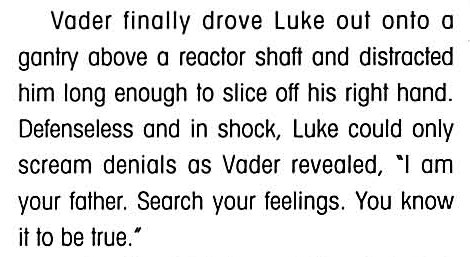 Vader finally drove Luke out onto a
gantry above a reactor shaft and distracted
him long enough to slice off his right hand.
Defenseless and in shock, Luke could only
scream denials as Vader revealed, "I am
your father. Search your feelings. You know
it to be true."